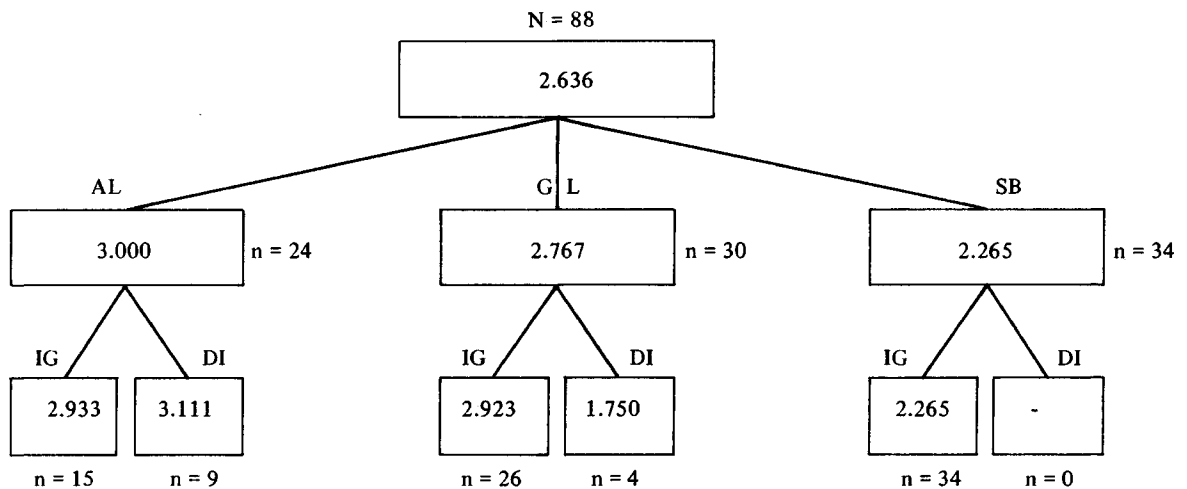 N = 88
2.636
AL G L SB
3.000 n = 24 2.767 n = 30 2.265 n = 34
IG DI IG DI IG DI
2.933 3.111 2.923 1.750 2.265 -
n = 15 n = 9 n = 26 n = 4 n = 34 n = 0